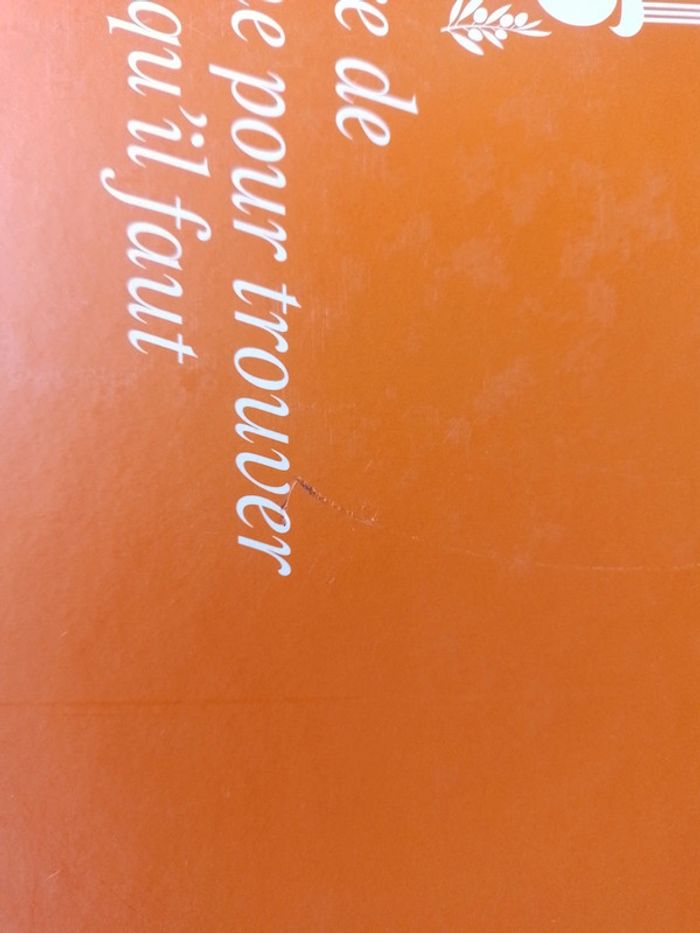 de
pour trouver
qu'il faut